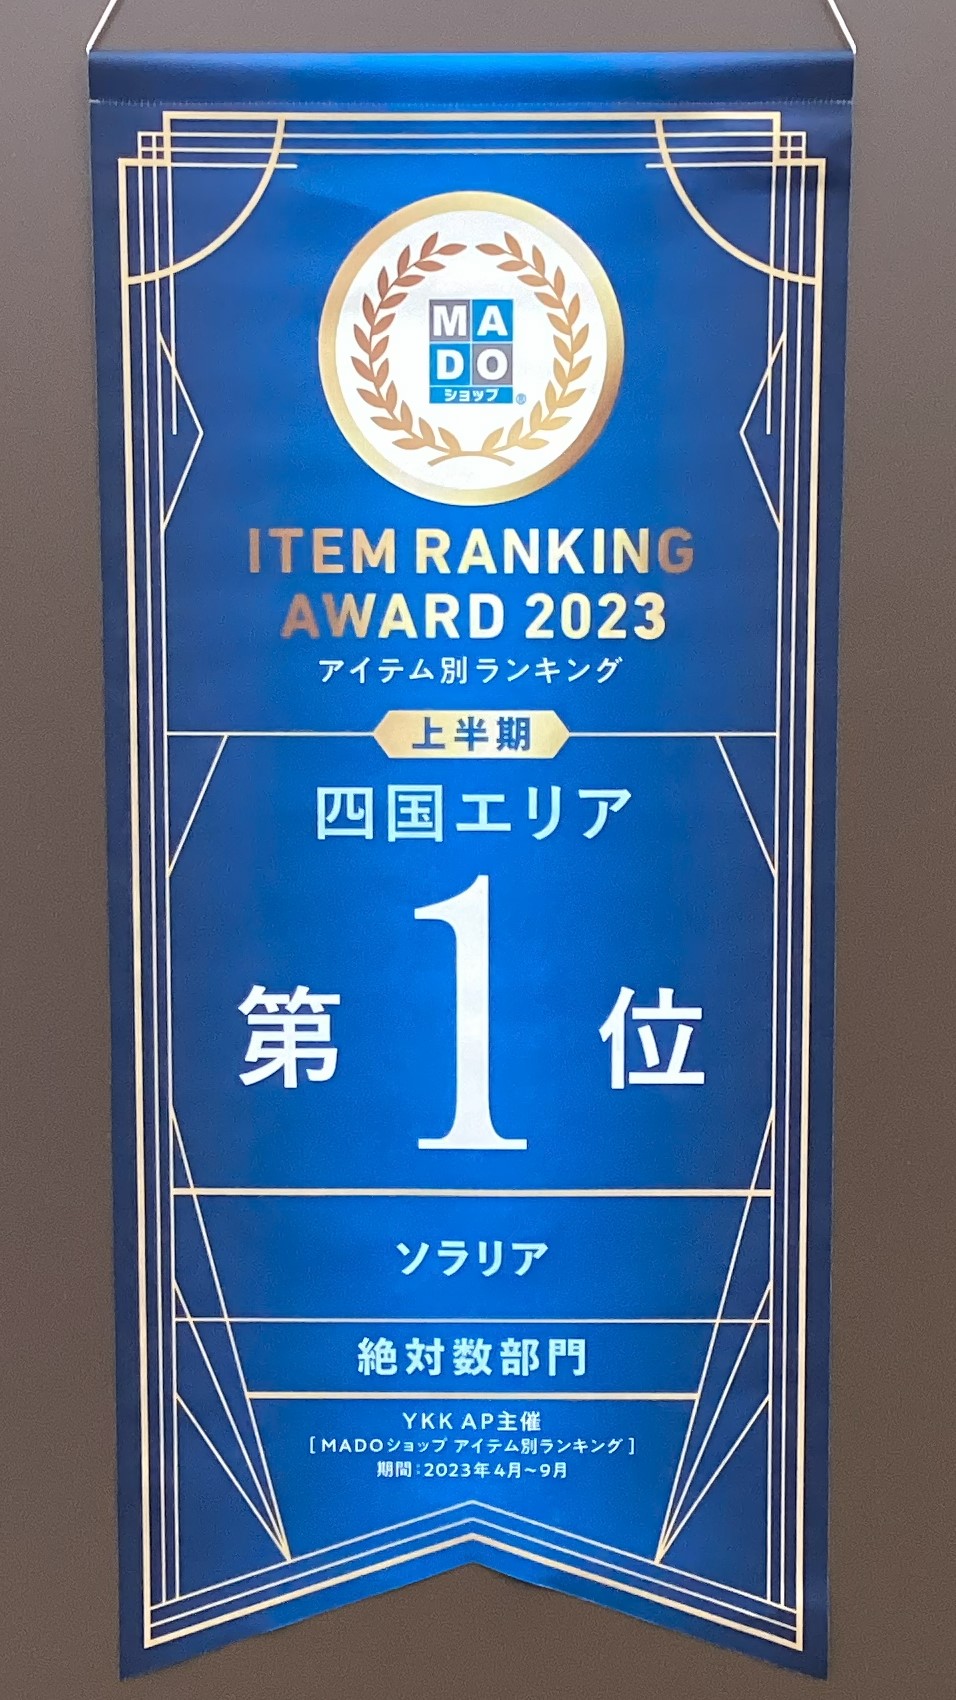 MA
DO
ショップ®
ITEM RANKING
AWARD 2023
アイテム別ランキング
上半期
四国エリア
第1位
ソラリア
絶対数部門
YKK AP主催
[ MADOショップ アイテム別ランキング ]
期間:2023年4月~9月